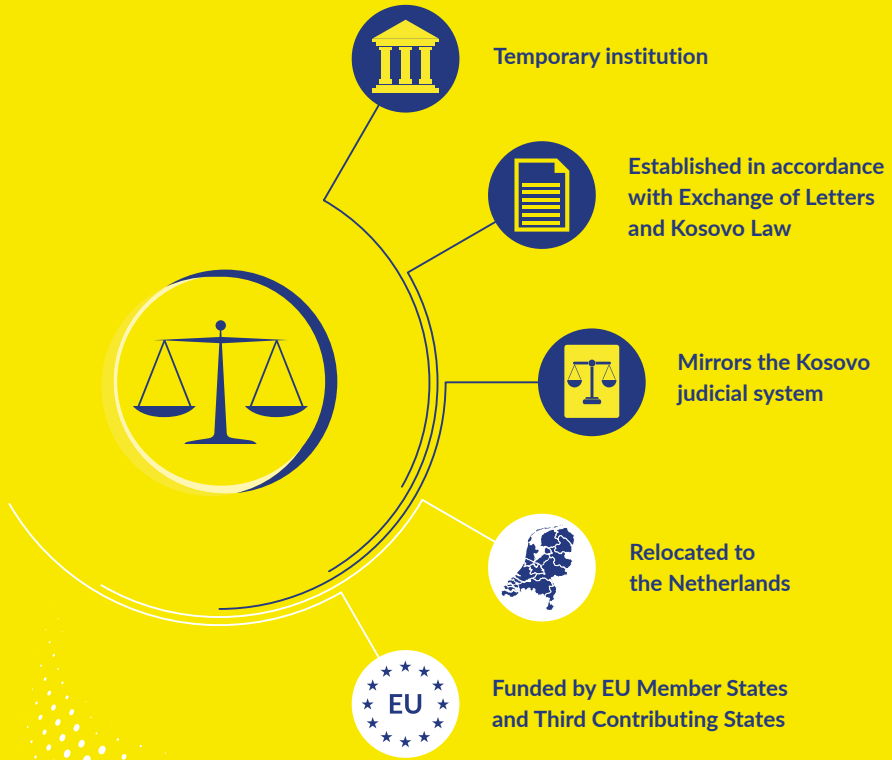 Temporary institution
Established in accordance
with Exchange of Letters
and Kosovo Law
Mirrors the Kosovo
judicial system
Relocated to
the Netherlands
EU
Funded by EU Member States
and Third Contributing States